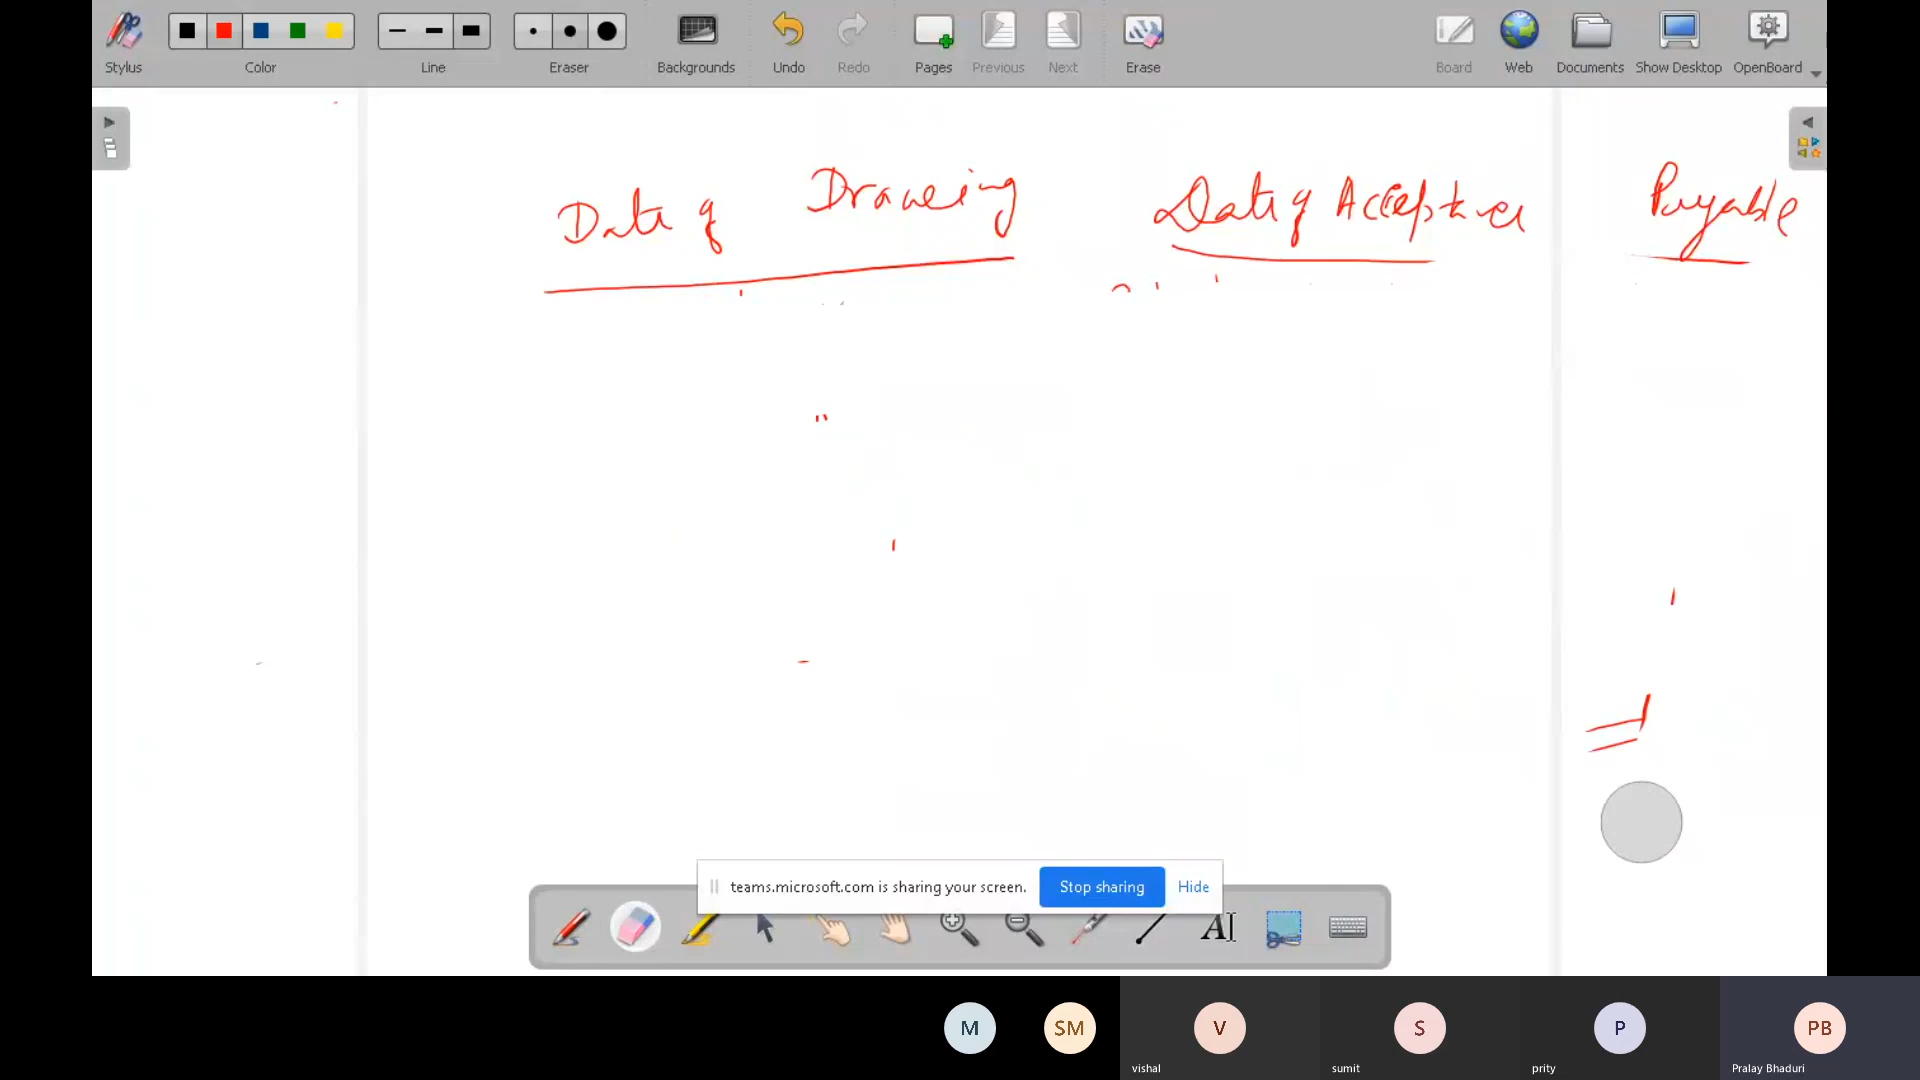 Stylus Color Line Eraser Backgrounds Undo Redo Pages Previous Next Erase Board Web Documents Show Desktop OpenBoard
Date of Drawing Date of Acceptance Payable
teams.microsoft.com is sharing your screen. Stop sharing Hide
A
M SM V S P PB
vishal sumit prity Pralay Bhaduri